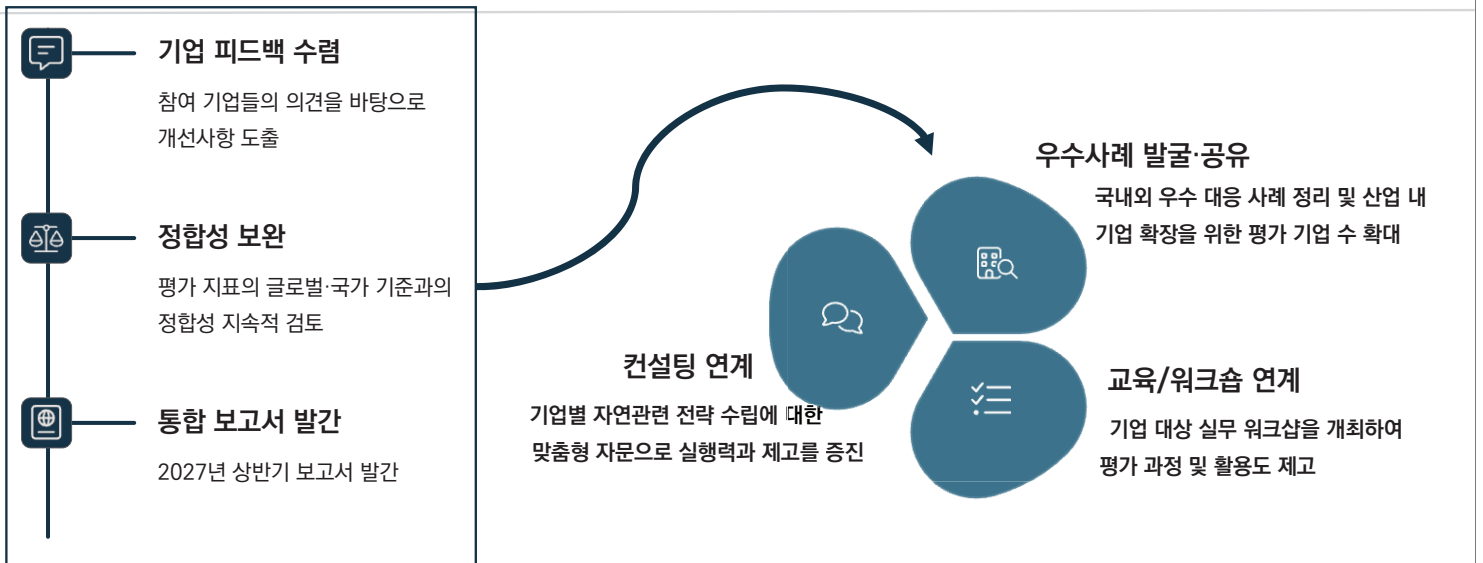 기업 피드백 수렴
참여 기업들의 의견을 바탕으로
개선사항 도출
정합성 보완
평가 지표의 글로벌·국가 기준과의
정합성 지속적 검토
통합 보고서 발간
2027년 상반기 보고서 발간
우수사례 발굴·공유
국내외 우수 대응 사례 정리 및 산업 내
기업 확장을 위한 평가 기업 수 확대
컨설팅 연계
기업별 자연관련 전략 수립에 대한
맞춤형 자문으로 실행력과 제고를 증진
교육/워크숍 연계
기업 대상 실무 워크샵을 개최하여
평가 과정 및 활용도 제고